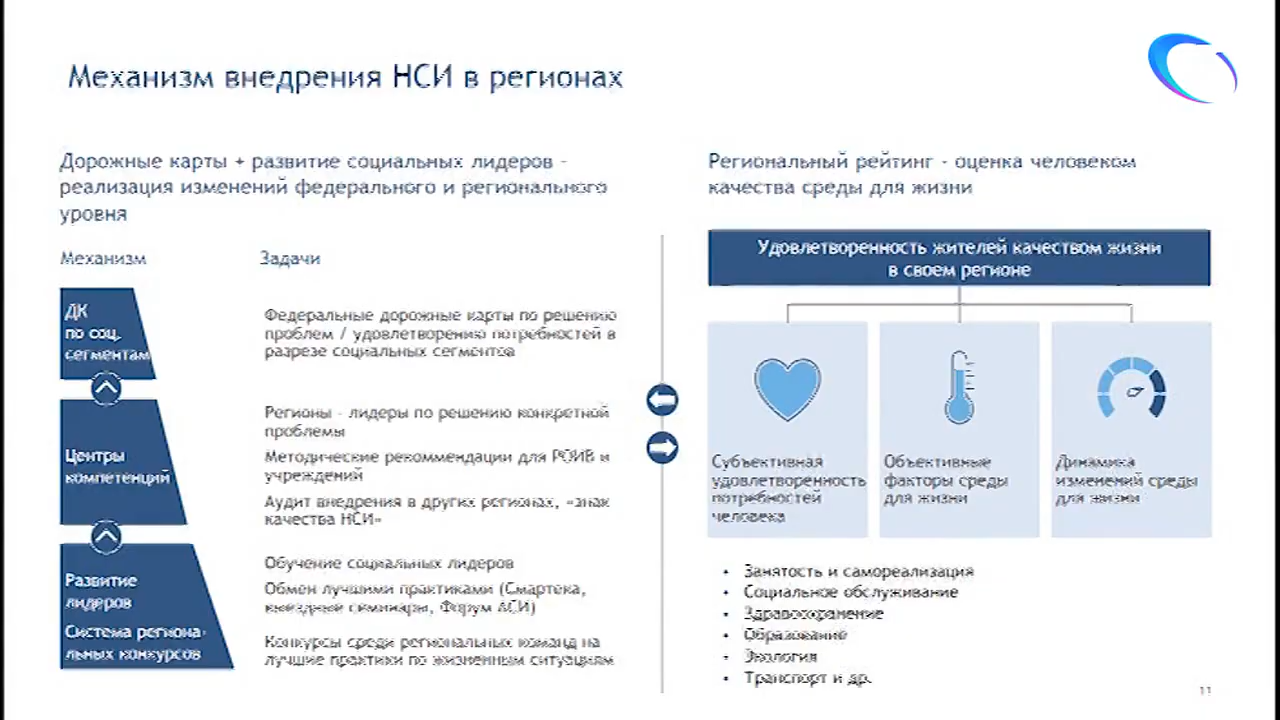 Механизм внедрения НСИ в регионах
Дорожные карты + развитие социальных лидеров -
реализация изменений федерального и регионального
уровня
Механизм
Задачи
ДК
по соц.
сегментам
Федеральные дорожные карты по решению
проблем / удовлетворению потребностей в
разрезе социальных сегментов
Центры
компетенций
Регионы - лидеры по решению конкретной
проблемы
Методические рекомендации для РОИВ и
учреждений
Аудит внедрения в других регионах, «знак
качества НСИ»
Развитие
лидеров
Система региона-
льных конкурсов
Обучение социальных лидеров
Обмен лучшими практиками (Смартека,
выездные семинары, Форум АСИ)
Конкурсы среди региональных команд на
лучшие практики по жизненным ситуациям
Региональный рейтинг - оценка человеком
качества среды для жизни
Удовлетворенность жителей качеством жизни
в своем регионе
Субъективная
удовлетворенность
потребностей
человека
Объективные
факторы среды
для жизни
Динамика
изменений среды
для жизни
• Занятость и самореализация
• Социальное обслуживание
• Здравоохранение
• Образование
• Экология
• Транспорт и др.
11